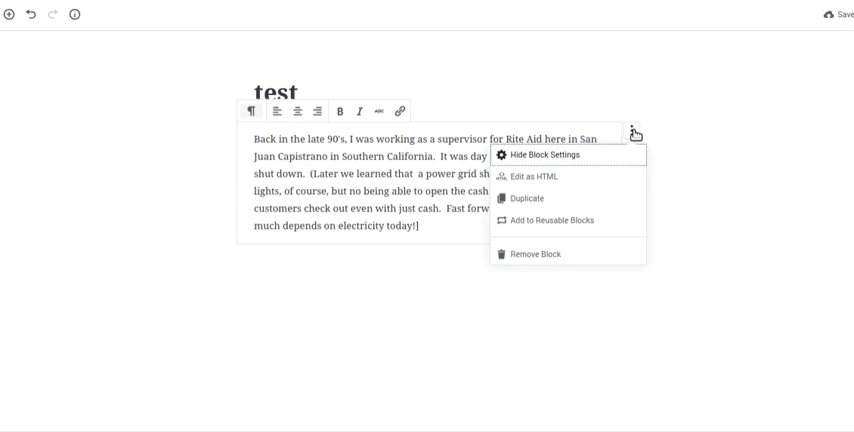 Save
test
B I ABC
Back in the late 90's, I was working as a supervisor for Rite Aid here in San
Juan Capistrano in Southern California.  It was day
shut down.  (Later we learned that  a power grid sh
lights, of course, but no being able to open the cash
customers check out even with just cash.  Fast forw
much depends on electricity today!]
Hide Block Settings
Edit as HTML
Duplicate
Add to Reusable Blocks
Remove Block